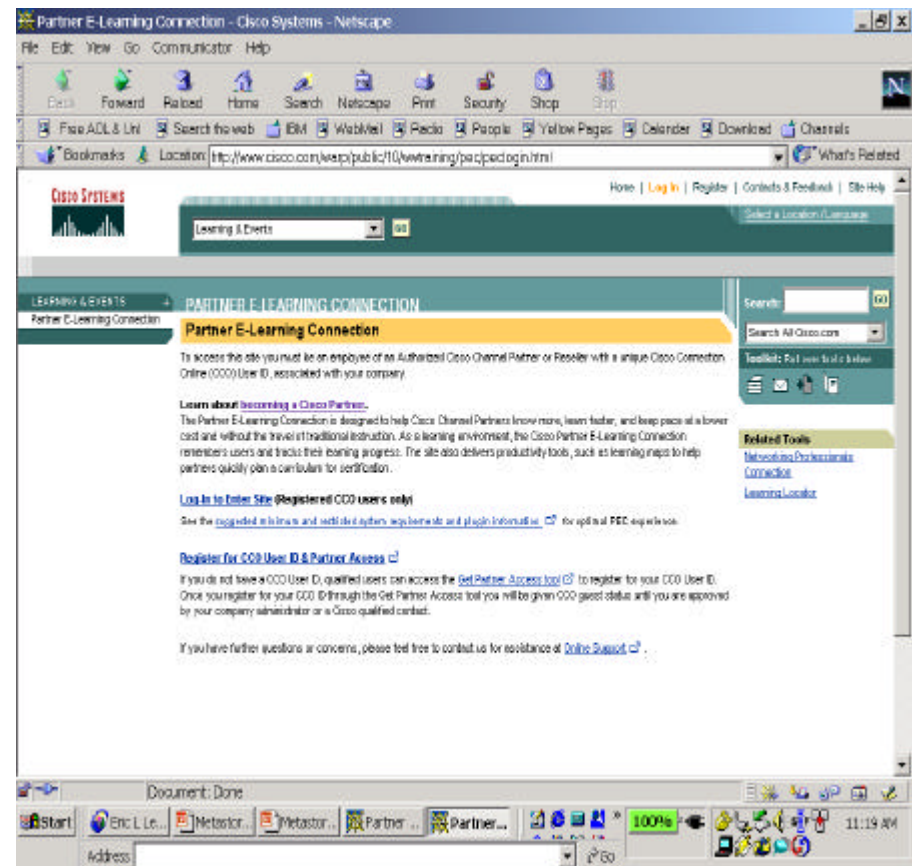 Partner E-Learning Connection - Cisco Systems - Netscape
File Edit View Go Communicator Help
Back Forward Reload Home Search Netscape Print Security Shop Stop
Free AOL & Unl Search the web IBM WebMail Radio People Yellow Pages Calendar Download Channels
Bookmarks Location: http://www.cisco.com/warp/public/10/wwtraining/pec/peclogin.html What's Related
CISCO SYSTEMS
Home | Log In | Register | Contacts & Feedback | Site Help
Select a Location / Language
Learning & Events GO
LEARNING & EVENTS
Partner E-Learning Connection
PARTNER E-LEARNING CONNECTION
Partner E-Learning Connection
To access this site you must be an employee of an Authorized Cisco Channel Partner or Reseller with a unique Cisco Connection
Online (CCO) User ID, associated with your company.
Learn about becoming a Cisco Partner.
The Partner E-Learning Connection is designed to help Cisco Channel Partners know more, learn faster, and keep pace at a lower
cost and without the travel of traditional instruction. As a learning environment, the Cisco Partner E-Learning Connection
remembers users and tracks their learning progress. The site also delivers productivity tools, such as learning maps to help
partners quickly plan a curriculum for certification.
Log-In to Enter Site (Registered CCO users only)
See the suggested minimum and system requirements and plugin information for optimal PEC experience.
Register for CCO User ID & Partner Access
If you do not have a CCO User ID, qualified users can access the Get Partner Access tool to register for your CCO User ID.
Once you register for your CCO ID through the Get Partner Access tool you will be given CCO guest status until you are approved
by your company administrator or a Cisco qualified contact.
If you have further questions or concerns, please feel free to contact us for assistance at Online Support .
Search: GO
Search All Cisco.com
Toolkit: Roll over tools below
Related Tools
Networking Professionals
Connection
Learning Locator
Document: Done
Start Eric L Le... Metastor... Metastor... Partner ... Partner... » 100% 11:19 AM
Address Go